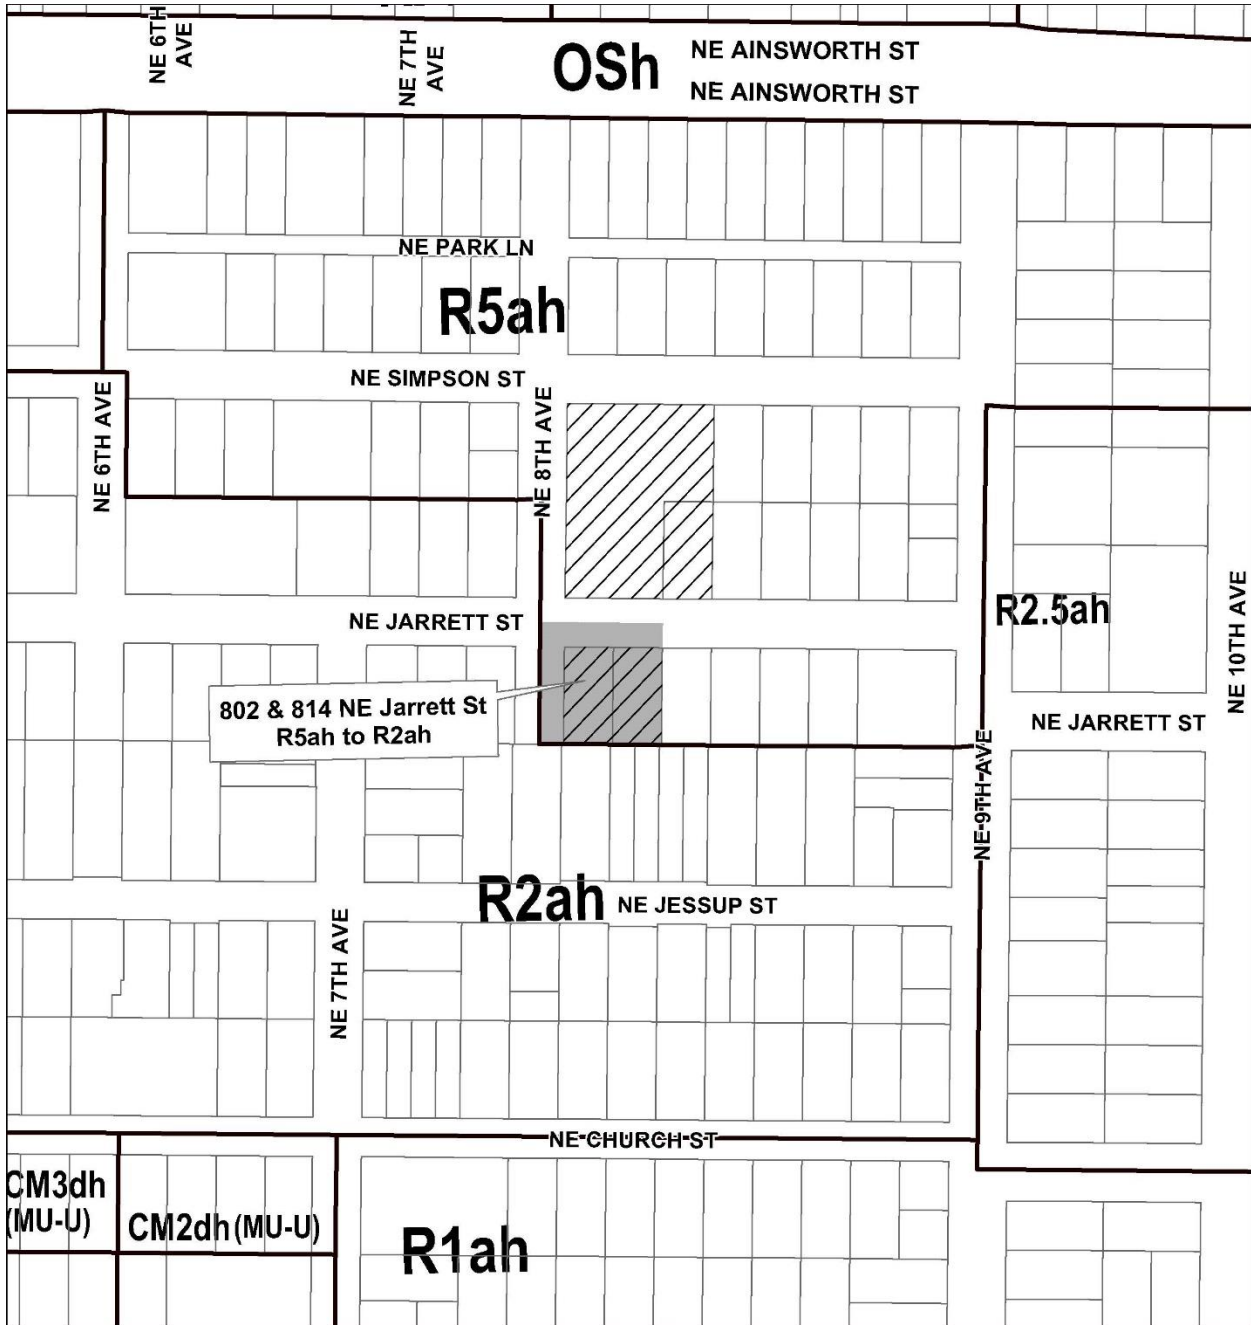 NE 6TH
AVE
NE 7TH
AVE
OSh
NE AINSWORTH ST
NE AINSWORTH ST
NE PARK LN
R5ah
NE SIMPSON ST
NE 6TH AVE
NE 8TH AVE
NE JARRETT ST
R2.5ah
NE 10TH AVE
802 & 814 NE Jarrett St
R5ah to R2ah
NE JARRETT ST
NE 9TH AVE
R2ah
NE JESSUP ST
NE 7TH AVE
NE CHURCH ST
CM3dh
(MU-U)
CM2dh (MU-U)
R1ah